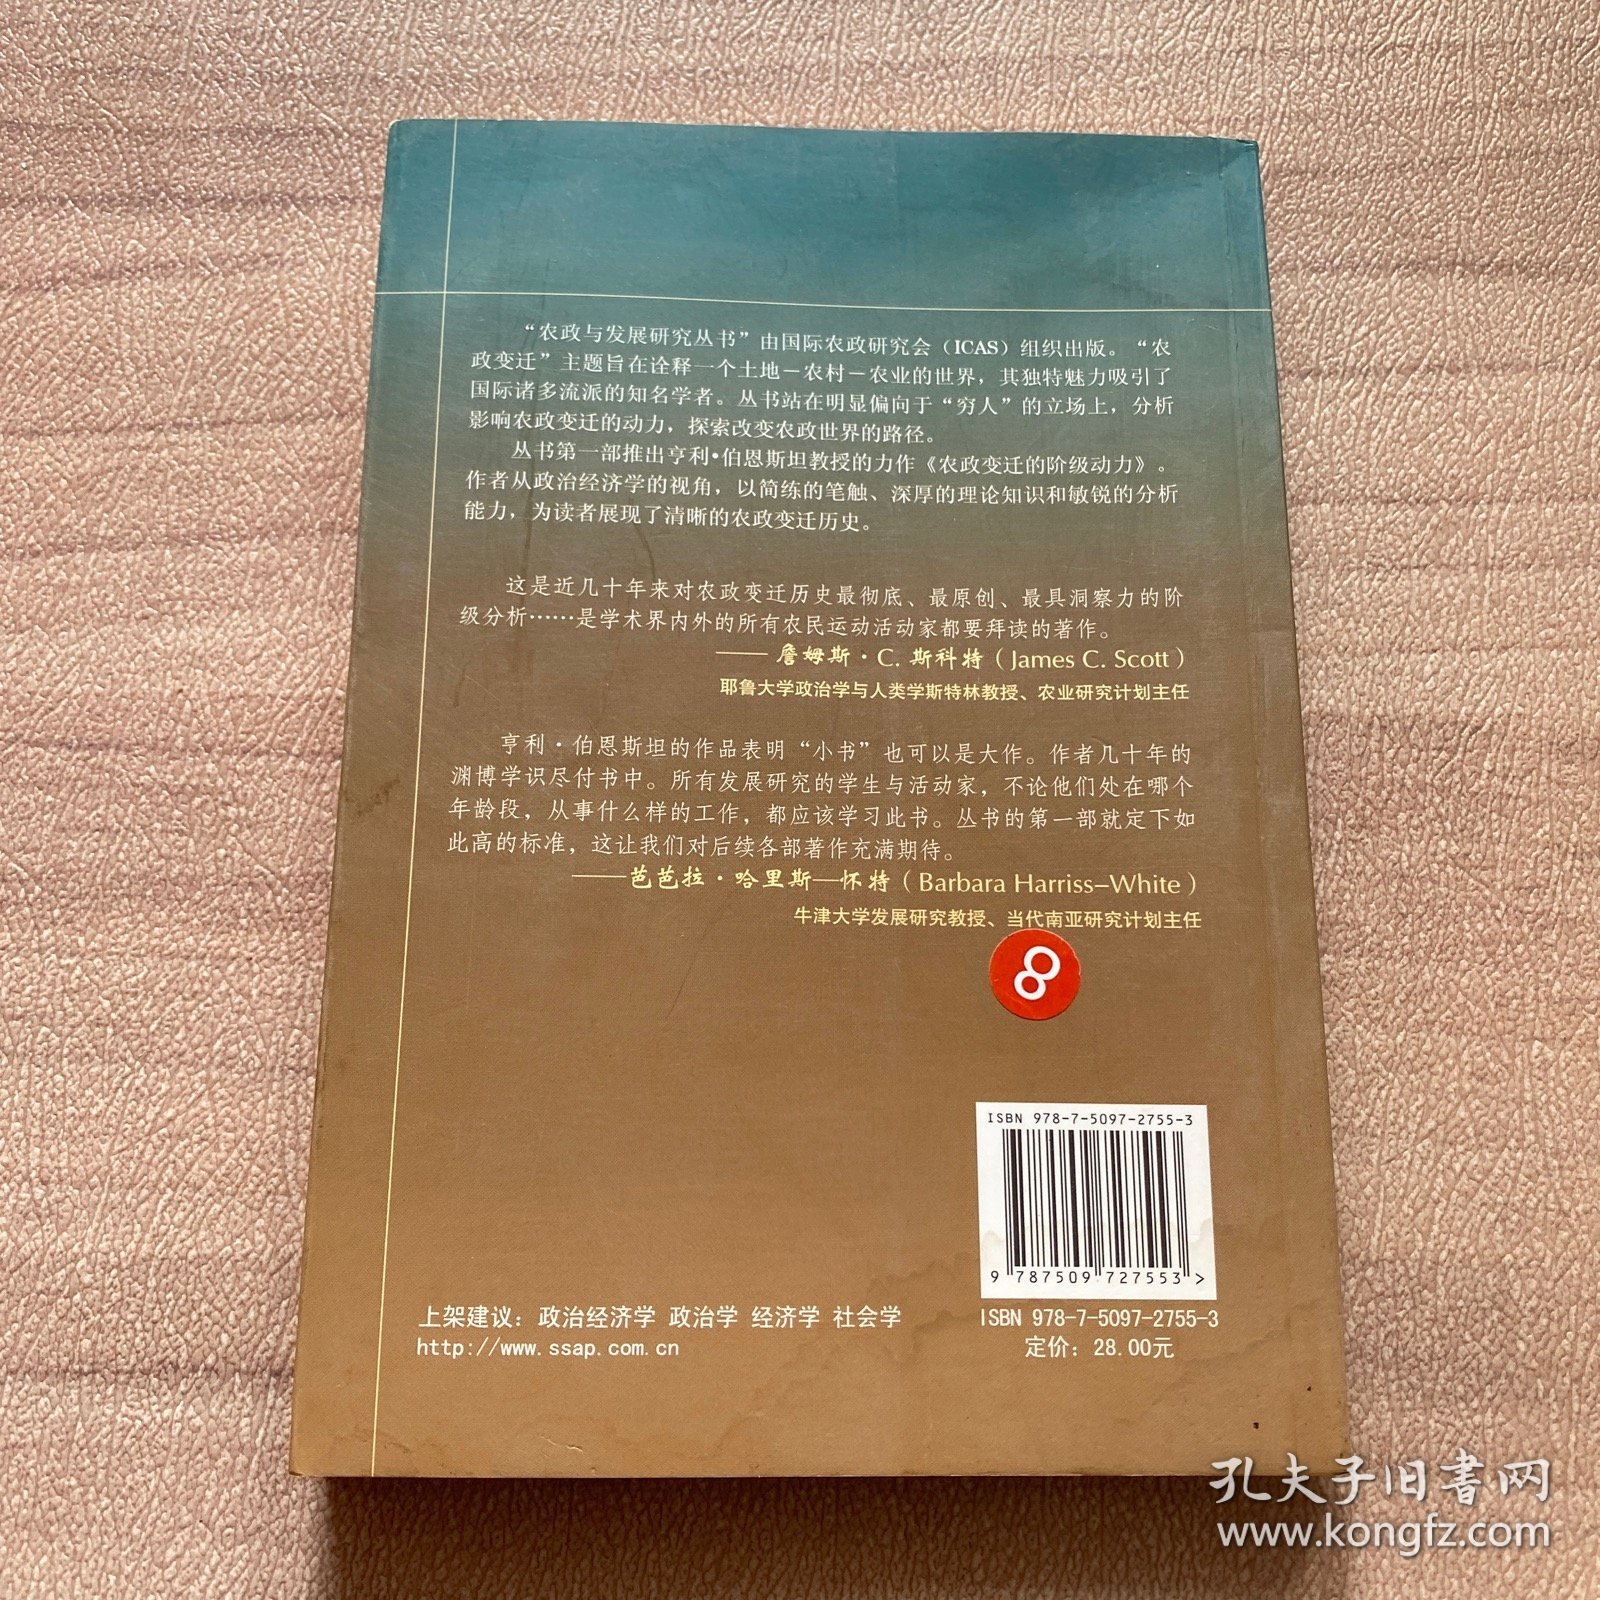 “农政与发展研究丛书”由国际农政研究会（ICAS）组织出版。“农
政变迁”主题旨在诠释一个土地－农村－农业的世界，其独特魅力吸引了
国际诸多流派的知名学者。丛书站在明显偏向于“穷人”的立场上，分析
影响农政变迁的动力，探索改变农政世界的路径。
丛书第一部推出亨利•伯恩斯坦教授的力作《农政变迁的阶级动力》。
作者从政治经济学的视角，以简练的笔触、深厚的理论知识和敏锐的分析
能力，为读者展现了清晰的农政变迁历史。
这是近几十年来对农政变迁历史最彻底、最原创、最具洞察力的阶
级分析……是学术界内外的所有农民运动活动家都要拜读的著作。
——詹姆斯·C. 斯科特（James C. Scott）
耶鲁大学政治学与人类学斯特林教授、农业研究计划主任
亨利·伯恩斯坦的作品表明“小书”也可以是大作。作者几十年的
渊博学识尽付书中。所有发展研究的学生与活动家，不论他们处在哪个
年龄段，从事什么样的工作，都应该学习此书。丛书的第一部就定下如
此高的标准，这让我们对后续各部著作充满期待。
——芭芭拉·哈里斯—怀特（Barbara Harriss–White）
牛津大学发展研究教授、当代南亚研究计划主任
8
ISBN 978-7-5097-2755-3
9 787509 727553 >
上架建议：政治经济学 政治学 经济学 社会学
http://www.ssap.com.cn
ISBN 978-7-5097-2755-3
定价：28.00元
孔夫子旧書网
www.kongfz.com